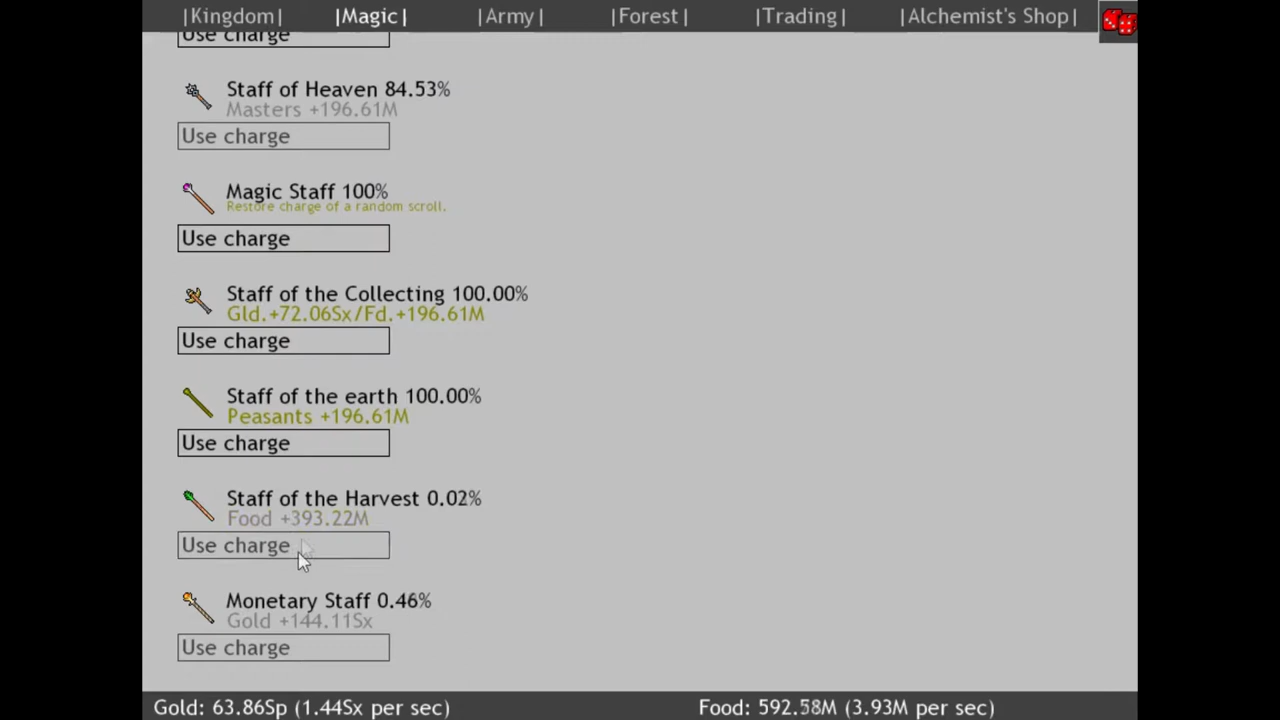 |Kingdom| |Magic| |Army| |Forest| |Trading| |Alchemist's Shop|
Use charge
Staff of Heaven 84.53%
Masters +196.61M
Use charge
Magic Staff 100%
Restore charge of a random scroll.
Use charge
Staff of the Collecting 100.00%
Gld.+72.06Sx/Fd.+196.61M
Use charge
Staff of the earth 100.00%
Peasants +196.61M
Use charge
Staff of the Harvest 0.02%
Food +393.22M
Use charge
Monetary Staff 0.46%
Gold +144.11Sx
Use charge
Gold: 63.86Sp (1.44Sx per sec) Food: 592.58M (3.93M per sec)